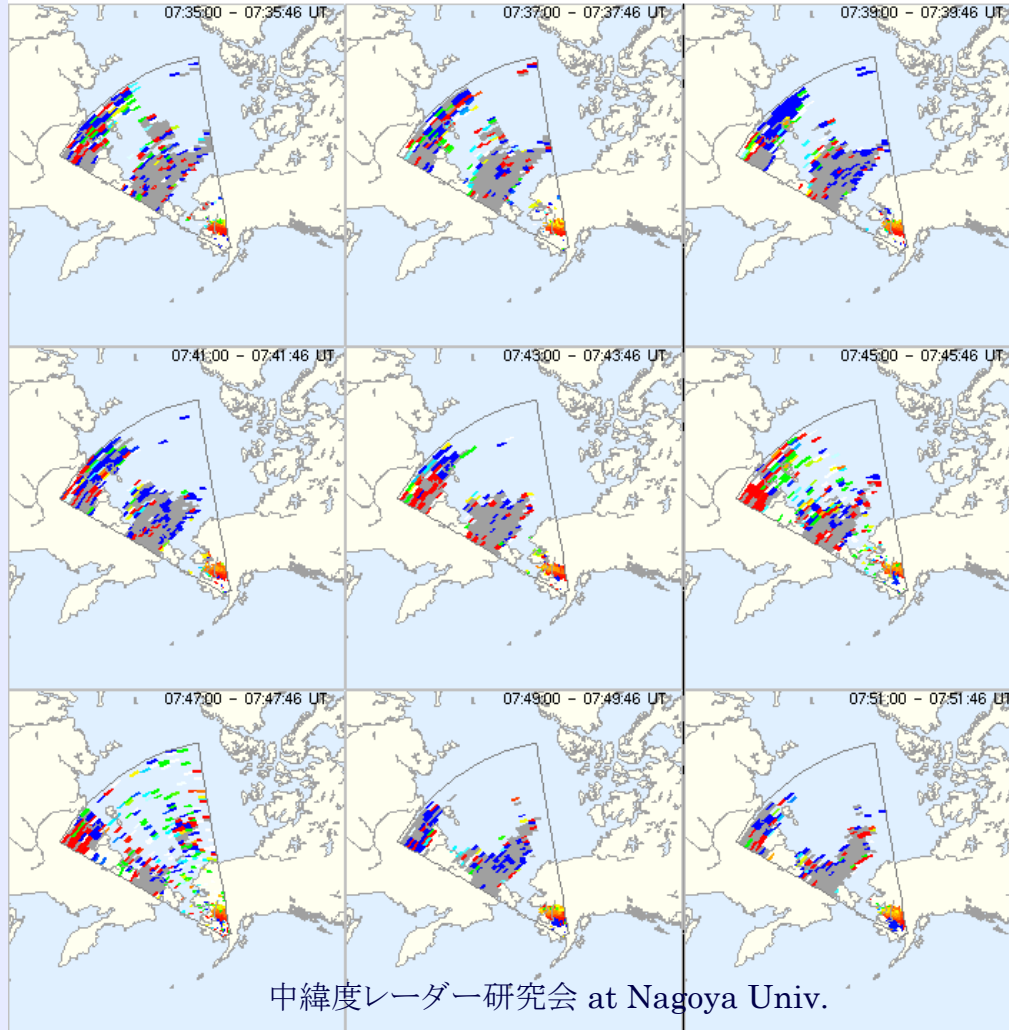 07:35:00 - 07:35:46 UT
07:37:00 - 07:37:46 UT
07:39:00 - 07:39:46 UT
07:41:00 - 07:41:46 UT
07:43:00 - 07:43:46 UT
07:45:00 - 07:45:46 UT
07:47:00 - 07:47:46 UT
07:49:00 - 07:49:46 UT
07:51:00 - 07:51:46 UT
中緯度レーダー研究会 at Nagoya Univ.